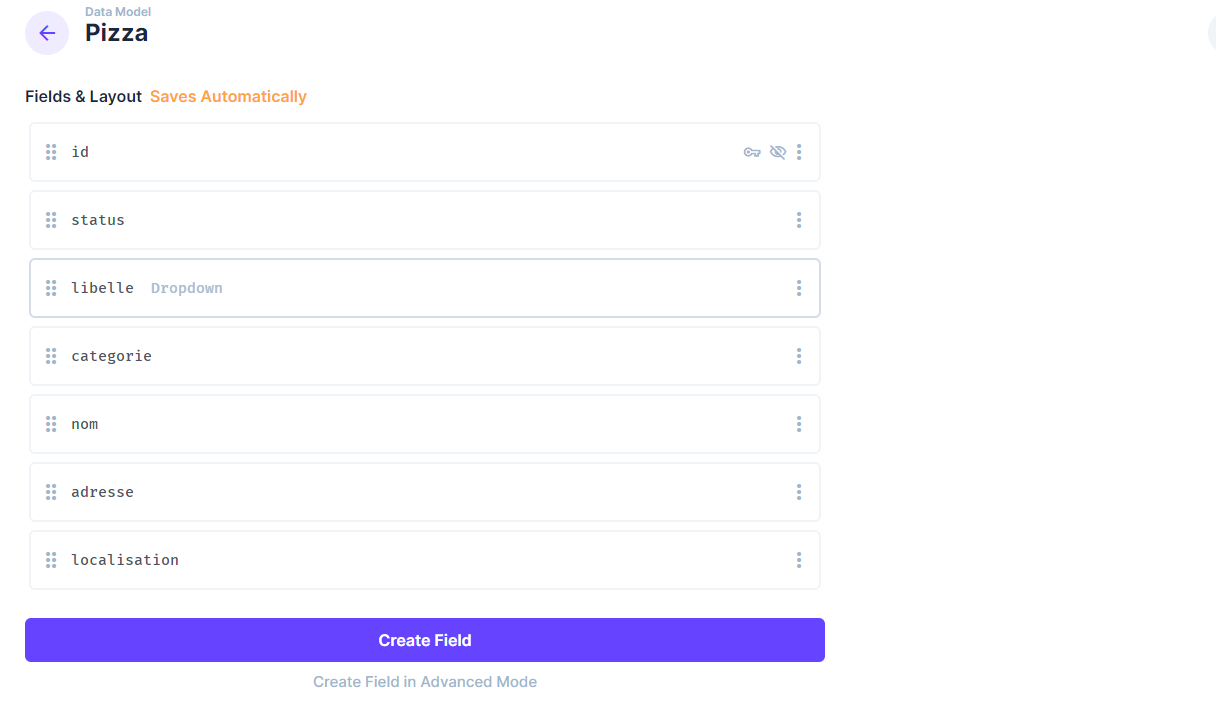 Data Model
Pizza
Fields & Layout Saves Automatically
id
status
libelle Dropdown
categorie
nom
adresse
localisation
Create Field
Create Field in Advanced Mode